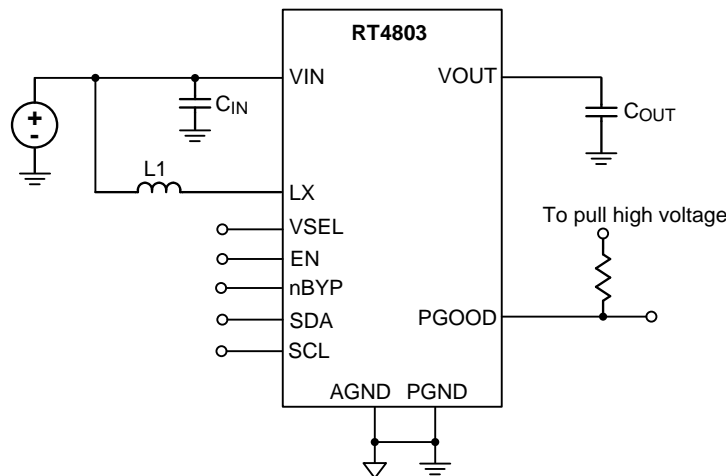 RT4803
VIN
VOUT
+
-
CIN
COUT
L1
LX
To pull high voltage
VSEL
EN
nBYP
PGOOD
SDA
SCL
AGND
PGND